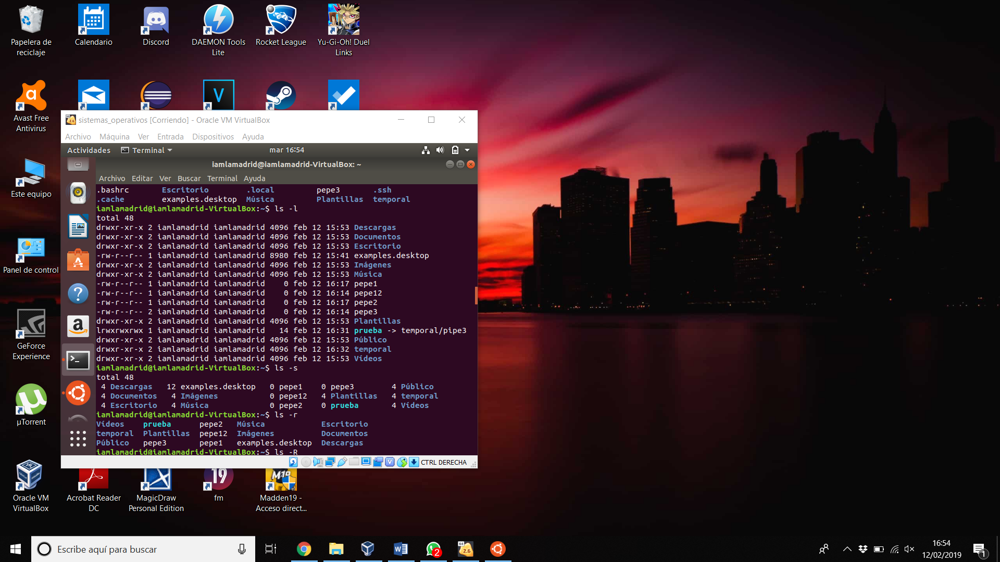 Papelera de
reciclaje
Calendario
Discord
DAEMON Tools
Lite
Rocket League
Yu-Gi-Oh! Duel
Links
Avast Free
Antivirus
Este equipo
Panel de control
GeForce
Experience
µTorrent
Oracle VM
VirtualBox
sistemas_operativos [Corriendo] - Oracle VM VirtualBox
Archivo Máquina Ver Entrada Dispositivos Ayuda
Actividades Terminal mar 16:54
iamlamadrid@iamlamadrid-VirtualBox: ~
Archivo Editar Ver Buscar Terminal Ayuda
.bashrc Escritorio .local pepe3 .ssh
.cache examples.desktop Música Plantillas temporal
iamlamadrid@iamlamadrid-VirtualBox:~$ ls -l
total 48
drwxr-xr-x 2 iamlamadrid iamlamadrid 4096 feb 12 15:53 Descargas
drwxr-xr-x 2 iamlamadrid iamlamadrid 4096 feb 12 15:53 Documentos
drwxr-xr-x 2 iamlamadrid iamlamadrid 4096 feb 12 15:53 Escritorio
-rw-r--r-- 1 iamlamadrid iamlamadrid 8980 feb 12 15:41 examples.desktop
drwxr-xr-x 2 iamlamadrid iamlamadrid 4096 feb 12 15:53 Imágenes
drwxr-xr-x 2 iamlamadrid iamlamadrid 4096 feb 12 15:53 Música
-rw-r--r-- 1 iamlamadrid iamlamadrid 0 feb 12 16:17 pepe1
-rw-r--r-- 1 iamlamadrid iamlamadrid 0 feb 12 16:14 pepe12
-rw-r--r-- 1 iamlamadrid iamlamadrid 0 feb 12 16:17 pepe2
-rw-r--r-- 2 iamlamadrid iamlamadrid 0 feb 12 16:14 pepe3
drwxr-xr-x 2 iamlamadrid iamlamadrid 4096 feb 12 15:53 Plantillas
lrwxrwxrwx 1 iamlamadrid iamlamadrid 14 feb 12 16:31 prueba -> temporal/pipe3
drwxr-xr-x 2 iamlamadrid iamlamadrid 4096 feb 12 15:53 Público
drwxr-xr-x 2 iamlamadrid iamlamadrid 4096 feb 12 16:32 temporal
drwxr-xr-x 2 iamlamadrid iamlamadrid 4096 feb 12 15:53 Vídeos
iamlamadrid@iamlamadrid-VirtualBox:~$ ls -s
total 48
4 Descargas 12 examples.desktop 0 pepe1 0 pepe3 4 Público
4 Documentos 4 Imágenes 0 pepe12 4 Plantillas 4 temporal
4 Escritorio 4 Música 0 pepe2 0 prueba 4 Vídeos
iamlamadrid@iamlamadrid-VirtualBox:~$ ls -r
Vídeos prueba pepe2 Música Escritorio
temporal Plantillas pepe12 Imágenes Documentos
Público pepe3 pepe1 examples.desktop Descargas
iamlamadrid@iamlamadrid-VirtualBox:~$ ls -R
CTRL DERECHA
Acrobat Reader
DC
MagicDraw
Personal Edition
19
fm
M19
Madden19 -
Acceso direct...
Escribe aquí para buscar
2
64
2.6
16:54
12/02/2019
1